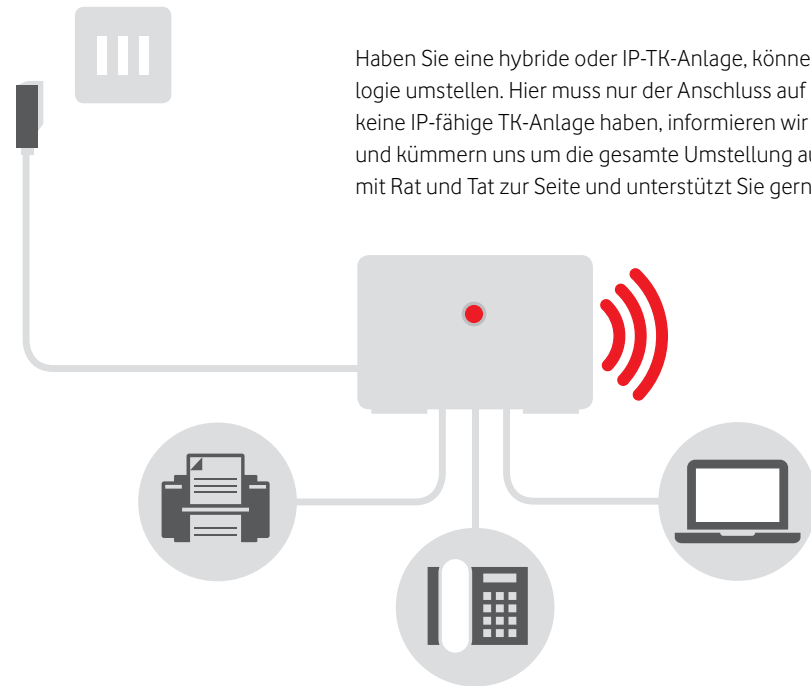 Haben Sie eine hybride oder IP-TK-Anlage, könne
logie umstellen. Hier muss nur der Anschluss auf
keine IP-fähige TK-Anlage haben, informieren wir
und kümmern uns um die gesamte Umstellung au
mit Rat und Tat zur Seite und unterstützt Sie gern